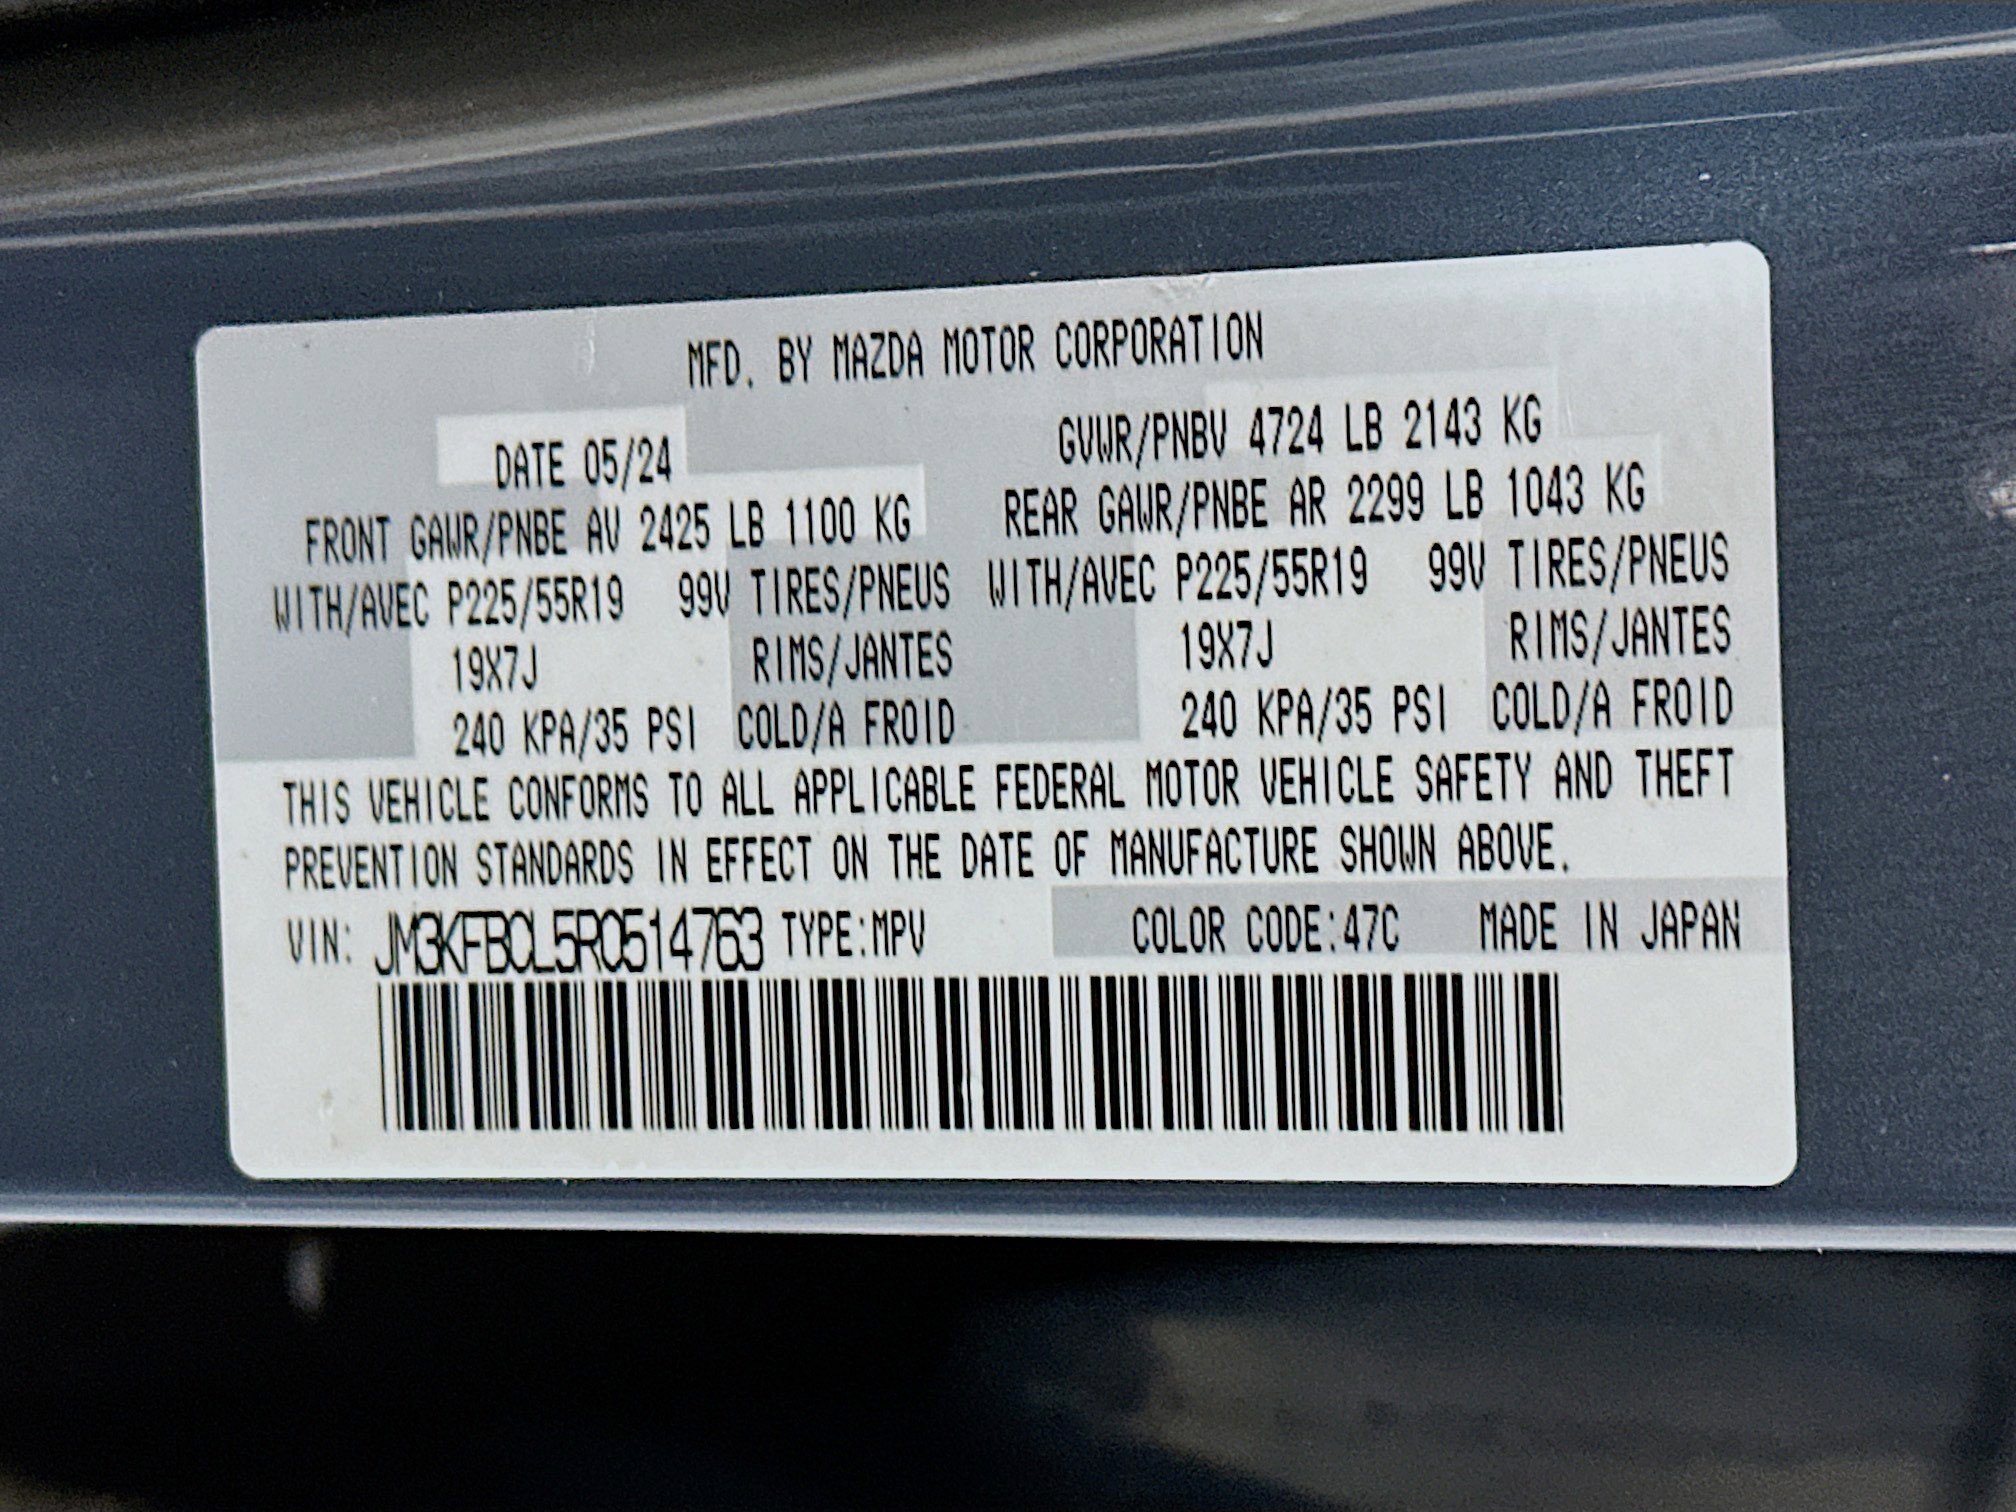 MFD. BY MAZDA MOTOR CORPORATION
DATE 05/24 GVWR/PNBV 4724 LB 2143 KG
FRONT GAWR/PNBE AV 2425 LB 1100 KG REAR GAWR/PNBE AR 2299 LB 1043 KG
WITH/AVEC P225/55R19 99V TIRES/PNEUS WITH/AVEC P225/55R19 99V TIRES/PNEUS
19X7J RIMS/JANTES 19X7J RIMS/JANTES
240 KPA/35 PSI COLD/A FROID 240 KPA/35 PSI COLD/A FROID
THIS VEHICLE CONFORMS TO ALL APPLICABLE FEDERAL MOTOR VEHICLE SAFETY AND THEFT
PREVENTION STANDARDS IN EFFECT ON THE DATE OF MANUFACTURE SHOWN ABOVE.
VIN: JM3KFBCL5R0514763 TYPE:MPV COLOR CODE:47C MADE IN JAPAN